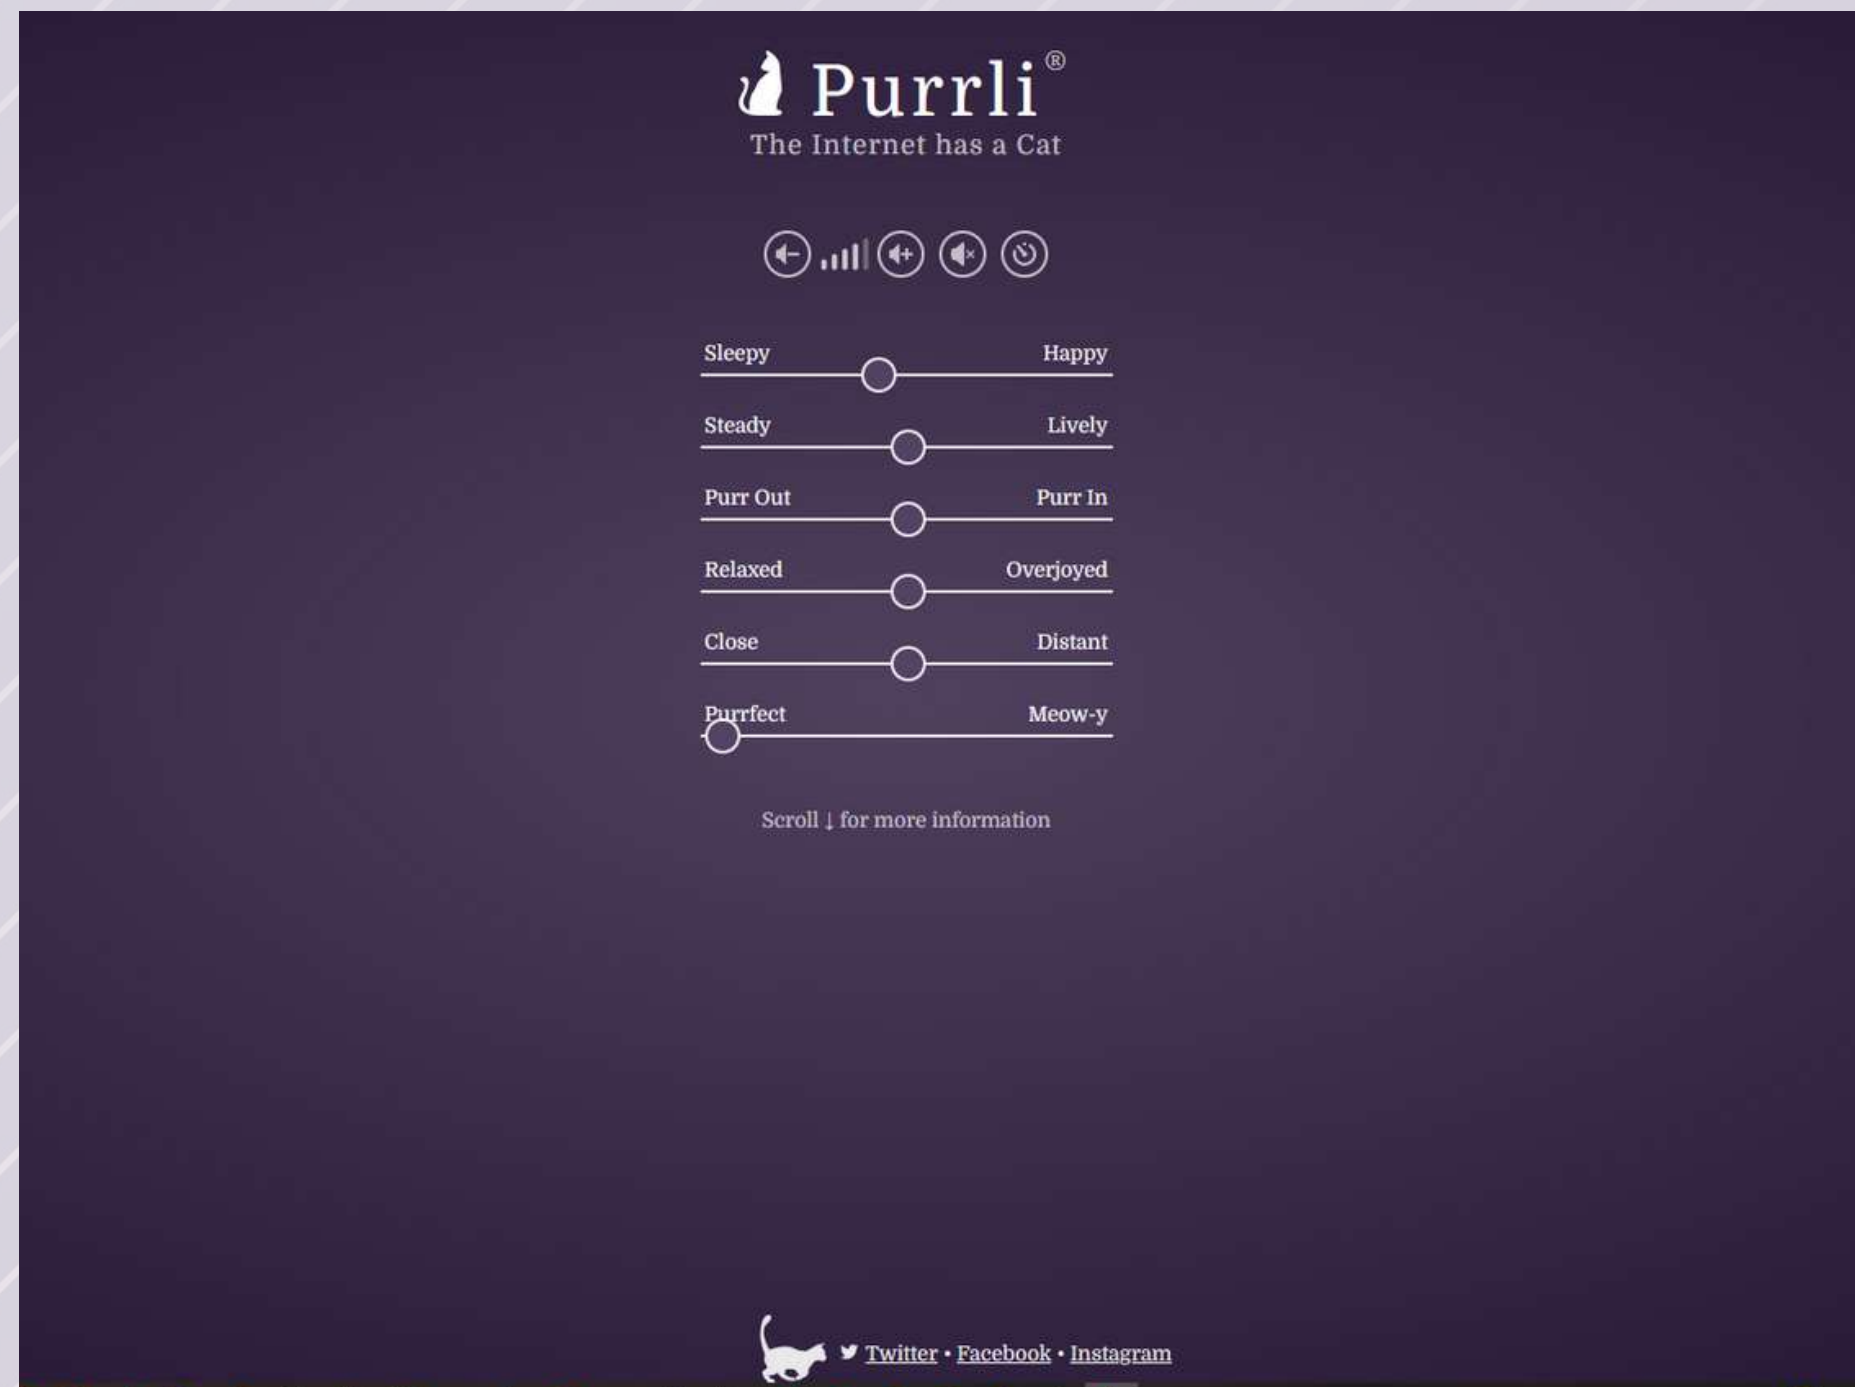 Purrli®
The Internet has a Cat
Sleepy Happy
Steady Lively
Purr Out Purr In
Relaxed Overjoyed
Close Distant
Purrfect Meow-y
Scroll ↓ for more information
Twitter • Facebook • Instagram